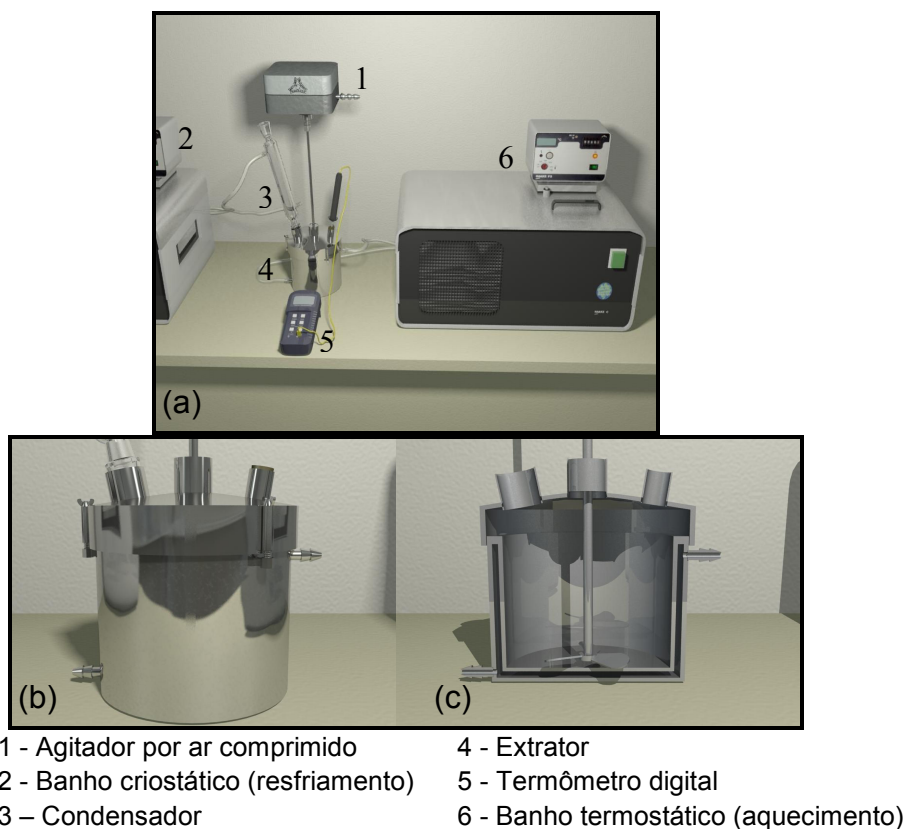 1
2
6
3
4
5
(a)
(b)
(c)
1 - Agitador por ar comprimido
2 - Banho criostático (resfriamento)
3 – Condensador
4 - Extrator
5 - Termômetro digital
6 - Banho termostático (aquecimento)